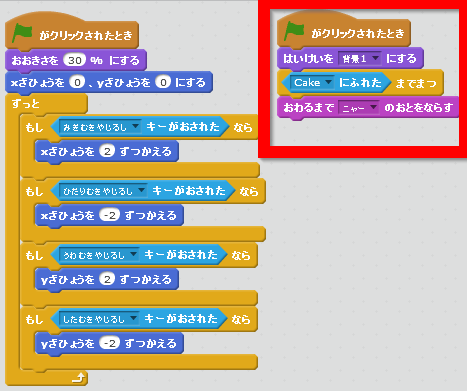 がクリックされたとき
おおきさを 30 % にする
xざひょうを 0 、yざひょうを 0 にする
ずっと
もし みぎむきやじるし キーがおされた なら
xざひょうを 2 ずつかえる
もし ひだりむきやじるし キーがおされた なら
xざひょうを -2 ずつかえる
もし うわむきやじるし キーがおされた なら
yざひょうを 2 ずつかえる
もし したむきやじるし キーがおされた なら
yざひょうを -2 ずつかえる
がクリックされたとき
はいけいを 背景1 にする
Cake にふれた までまつ
おわるまで ニャー のおとをならす